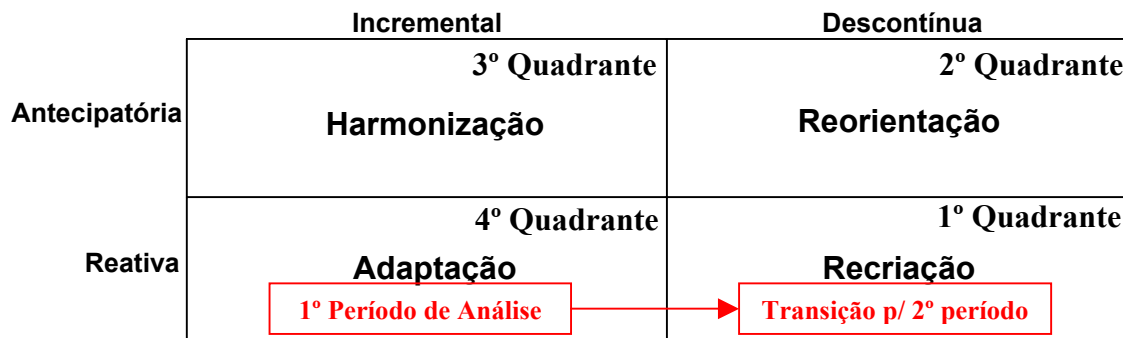 Incremental Descontínua
3º Quadrante 2º Quadrante
Antecipatória Harmonização Reorientação
4º Quadrante 1º Quadrante
Reativa Adaptação Recriação
1º Período de Análise Transição p/ 2º período